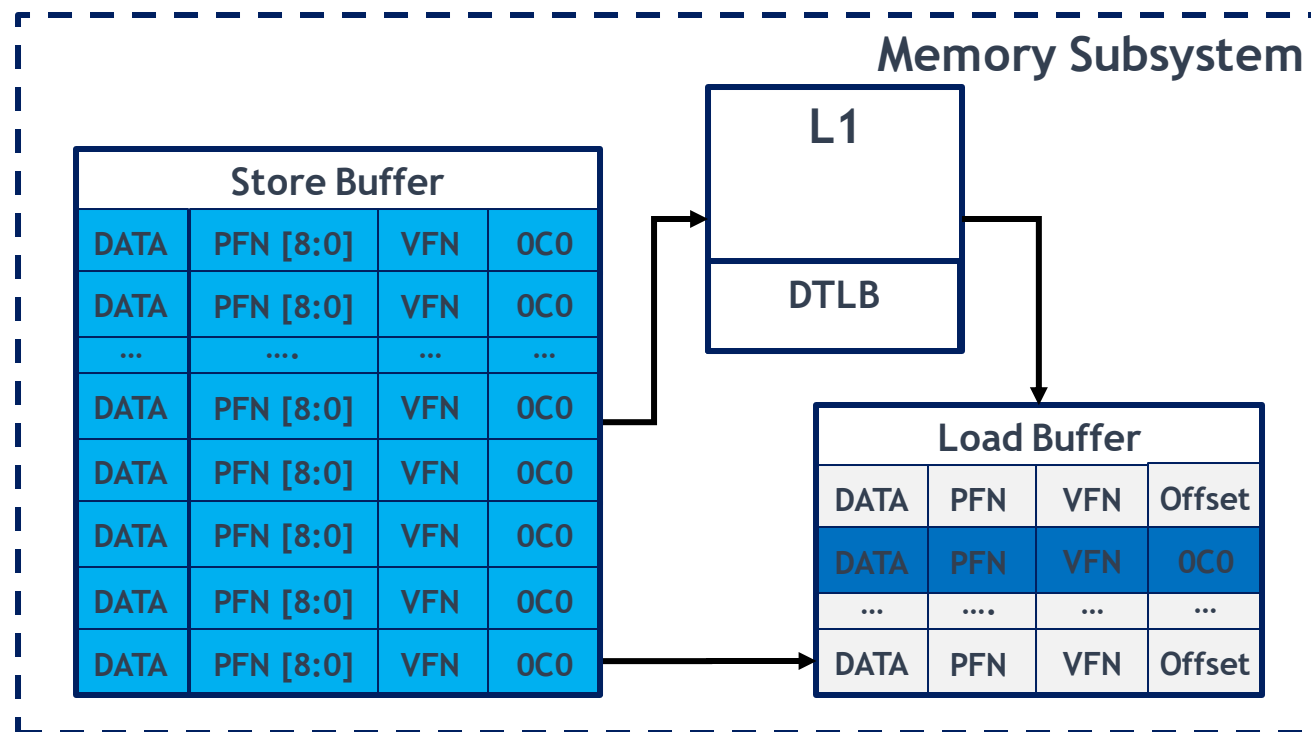 Memory Subsystem
L1
DTLB
Store Buffer
DATA PFN [8:0] VFN 0C0
DATA PFN [8:0] VFN 0C0
... .... ... ...
DATA PFN [8:0] VFN 0C0
DATA PFN [8:0] VFN 0C0
DATA PFN [8:0] VFN 0C0
DATA PFN [8:0] VFN 0C0
DATA PFN [8:0] VFN 0C0
Load Buffer
DATA PFN VFN Offset
DATA PFN VFN 0C0
... .... ... ...
DATA PFN VFN Offset